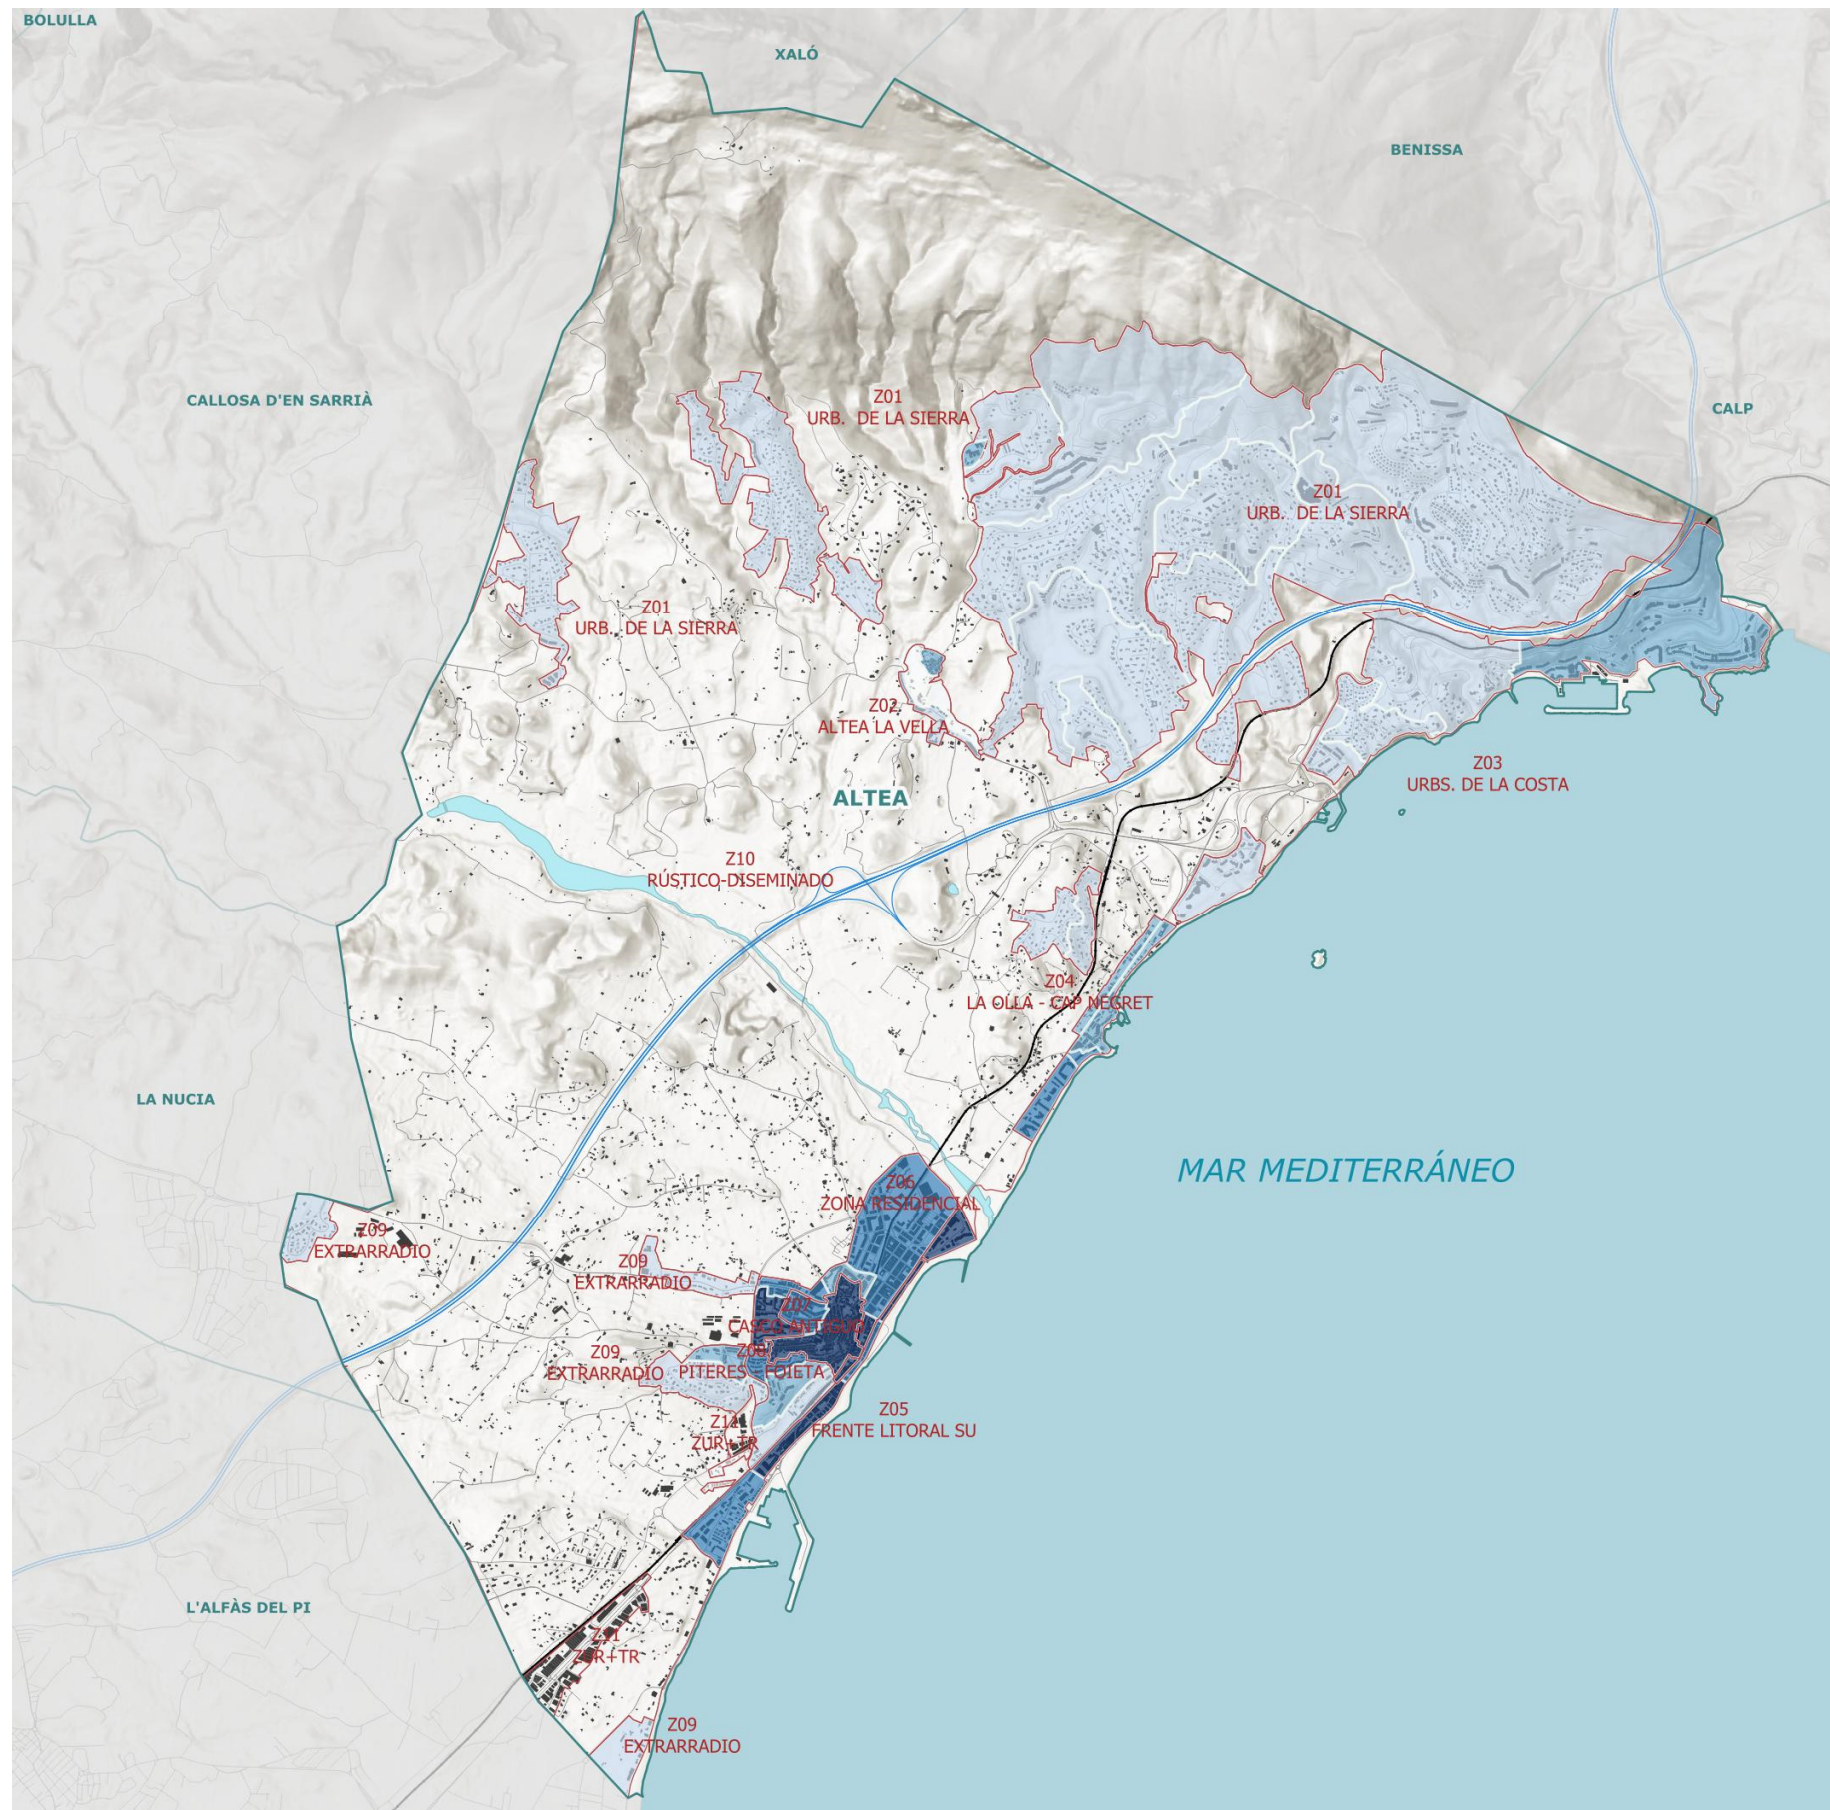 BOLULLA
XALÓ
BENISSA
CALLOSA D'EN SARRIÀ
Z01
URB. DE LA SIERRA
CALP
Z01
URB. DE LA SIERRA
Z01
URB. DE LA SIERRA
Z02
ALTEA LA VELLA
Z03
URBS. DE LA COSTA
ALTEA
Z10
RÚSTICO-DISEMINADO
Z04
LA OLLA - CAP NEGRET
LA NUCIA
MAR MEDITERRÁNEO
Z06
ZONA RESIDENCIAL
Z09
EXTRARRADIO
Z09
EXTRARRADIO
Z07
CASCO ANTIGUO
Z09
EXTRARRADIO
Z08
PITERES - FOIETA
Z05
FRENTE LITORAL SU
Z11
ZUR+TR
L'ALFÀS DEL PI
Z11
ZUR+TR
Z09
EXTRARRADIO